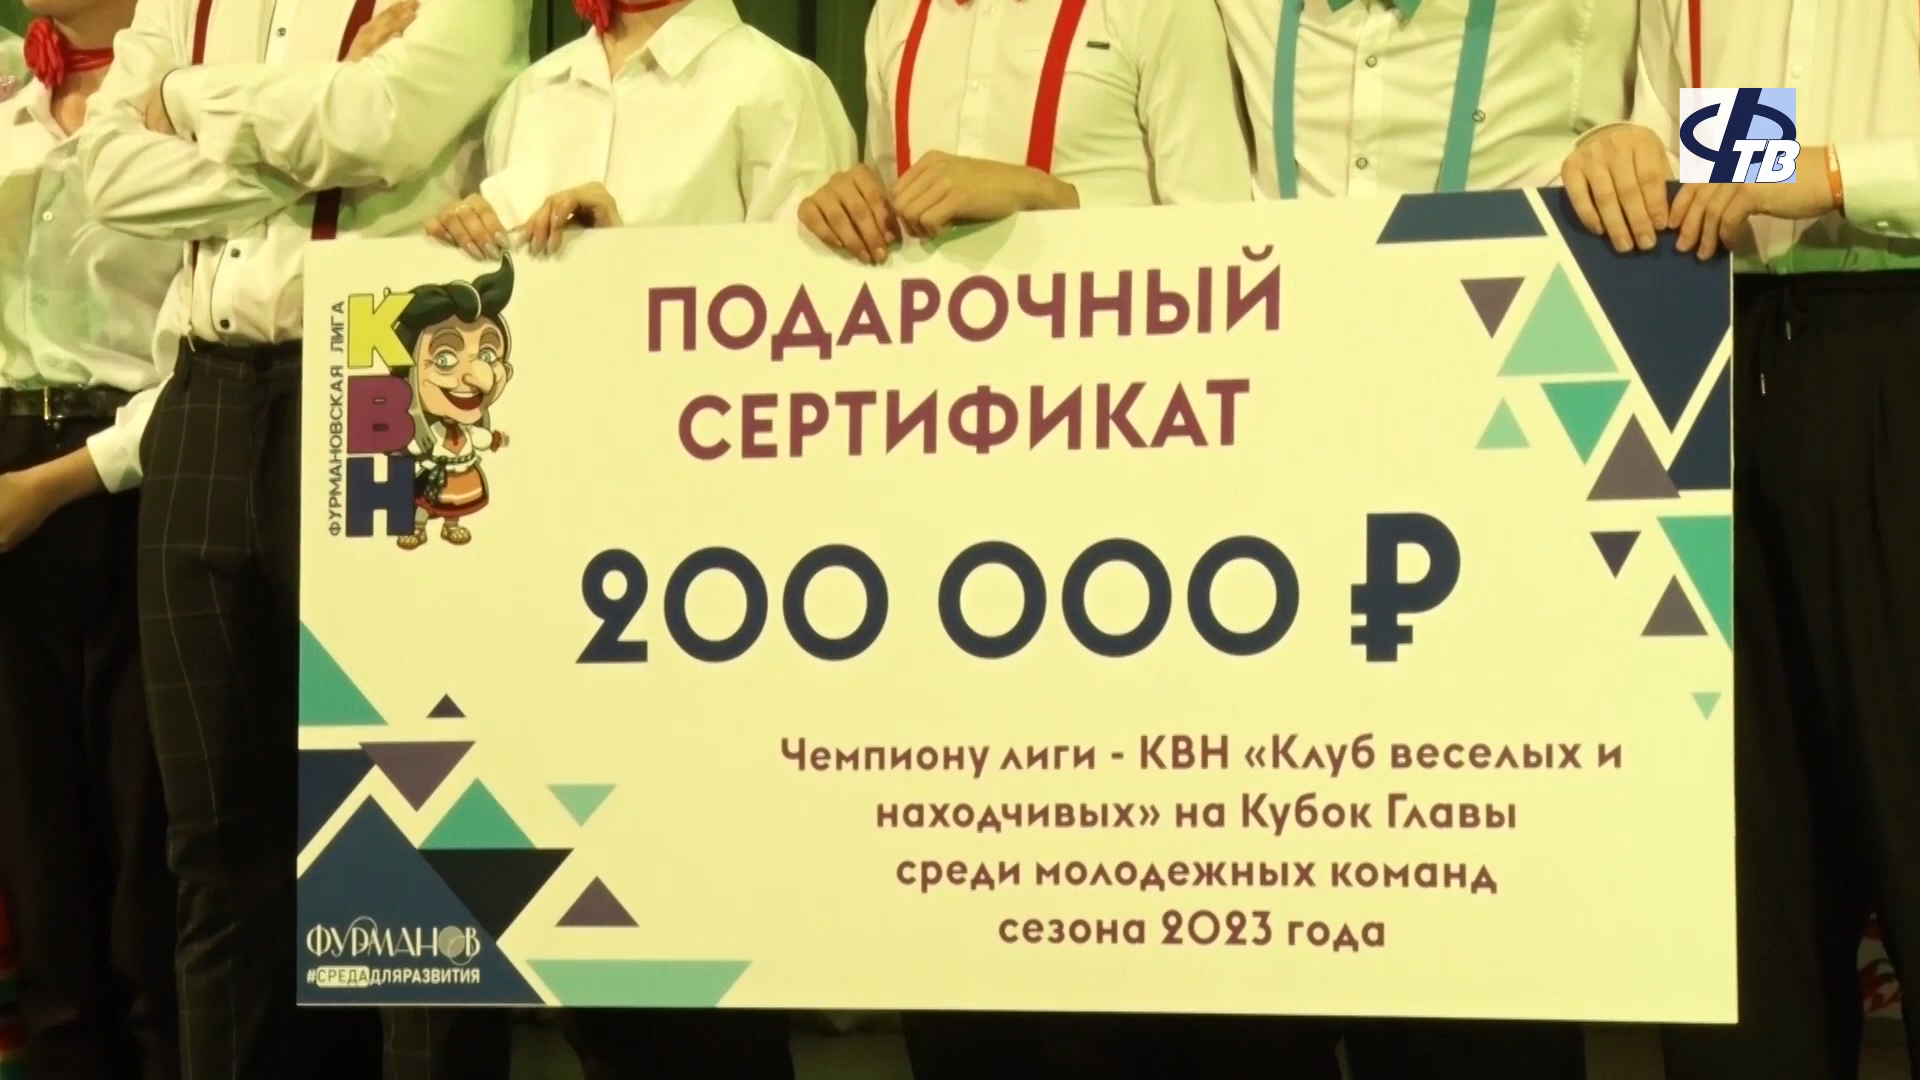 ФТВ
ФУРМАНОВСКАЯ ЛИГА
КВН
ПОДАРОЧНЫЙ
СЕРТИФИКАТ
200 000 ₽
Чемпиону лиги - КВН «Клуб веселых и
находчивых» на Кубок Главы
среди молодежных команд
сезона 2023 года
ФУРМАНОВ
#СРЕДАДЛЯРАЗВИТИЯ